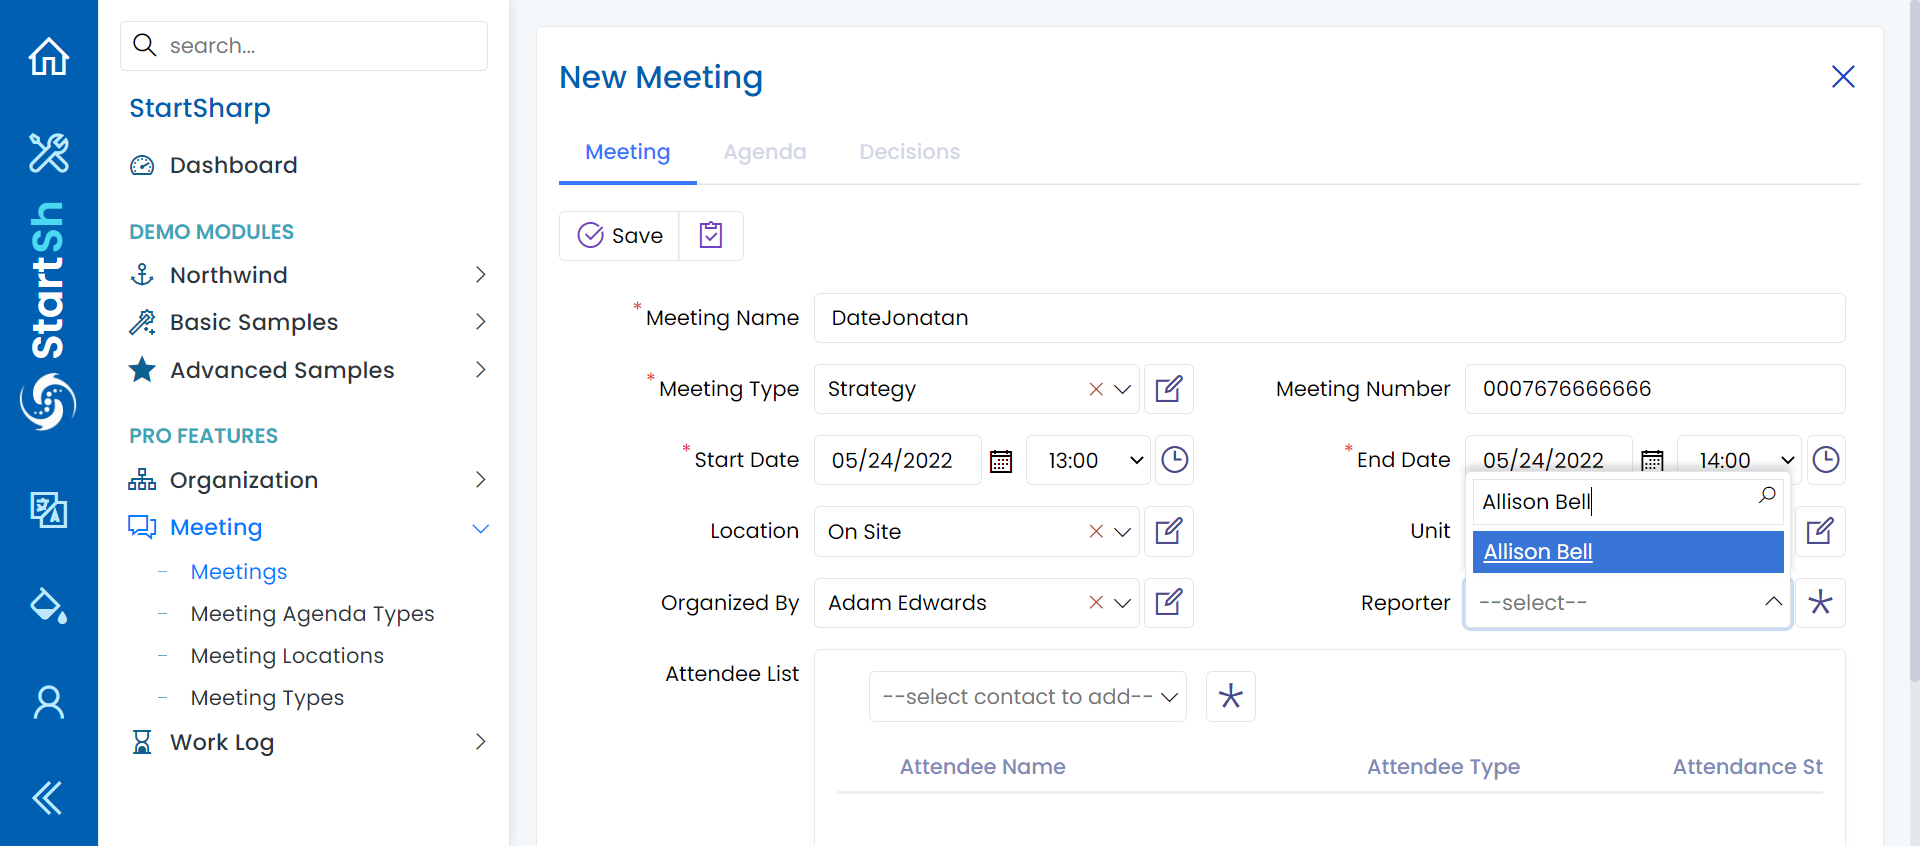 search...
StartSharp
Dashboard
DEMO MODULES
Northwind
Basic Samples
Advanced Samples
PRO FEATURES
Organization
Meeting
Meetings
Meeting Agenda Types
Meeting Locations
Meeting Types
Work Log
StartSh
New Meeting
Meeting
Agenda
Decisions
Save
*Meeting Name
DateJonatan
*Meeting Type
Strategy
Meeting Number
0007676666666
*Start Date
05/24/2022
13:00
*End Date
05/24/2022
14:00
Location
On Site
Unit
Allison Bell
Allison Bell
Organized By
Adam Edwards
Reporter
--select--
Attendee List
--select contact to add--
Attendee Name
Attendee Type
Attendance St